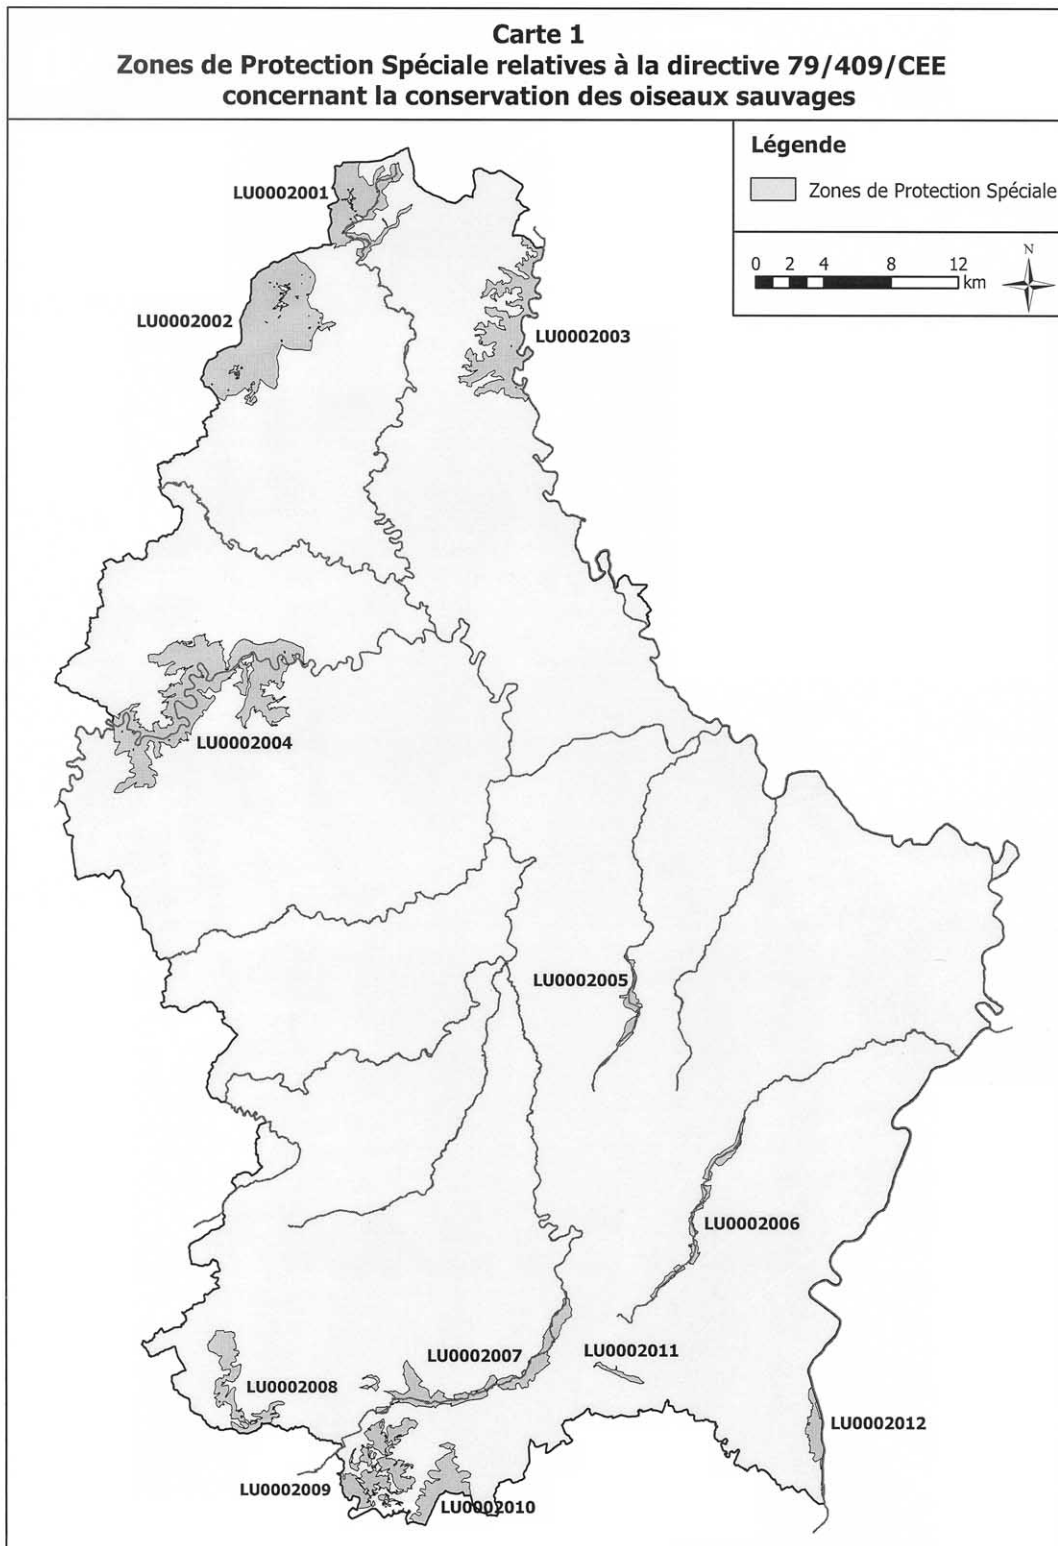 Carte 1
Zones de Protection Spéciale relatives à la directive 79/409/CEE
concernant la conservation des oiseaux sauvages
Légende
Zones de Protection Spéciale
0 2 4 8 12
km
N
LU0002001
LU0002002
LU0002003
LU0002004
LU0002005
LU0002006
LU0002011
LU0002007
LU0002008
LU0002012
LU0002009
LU0002010